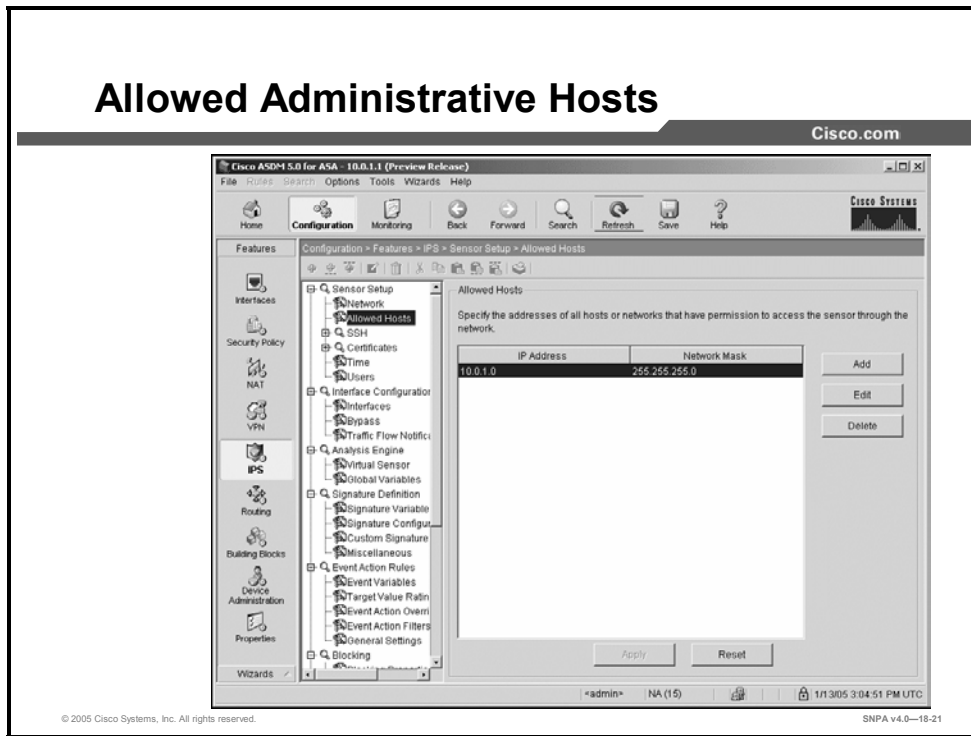 Allowed Administrative Hosts
Cisco.com
Cisco ASDM 5.0 for ASA - 10.0.1.1 (Preview Release)
File Rules Search Options Tools Wizards Help
Home Configuration Monitoring Back Forward Search Refresh Save Help
CISCO SYSTEMS
Features
Configuration > Features > IPS > Sensor Setup > Allowed Hosts
Interfaces
Security Policy
NAT
VPN
IPS
Routing
Building Blocks
Device Administration
Properties
Wizards
Sensor Setup
Network
Allowed Hosts
SSH
Certificates
Time
Users
Interface Configuration
Interfaces
Bypass
Traffic Flow Notific
Analysis Engine
Virtual Sensor
Global Variables
Signature Definition
Signature Variable
Signature Configur
Custom Signature
Miscellaneous
Event Action Rules
Event Variables
Target Value Ratin
Event Action Overri
Event Action Filters
General Settings
Blocking
Allowed Hosts
Specify the addresses of all hosts or networks that have permission to access the sensor through the
network.
IP Address Network Mask
10.0.1.0 255.255.255.0
Add
Edit
Delete
Apply Reset
<admin> NA (15) 1/13/05 3:04:51 PM UTC
© 2005 Cisco Systems, Inc. All rights reserved.
SNPA v4.0—18-21